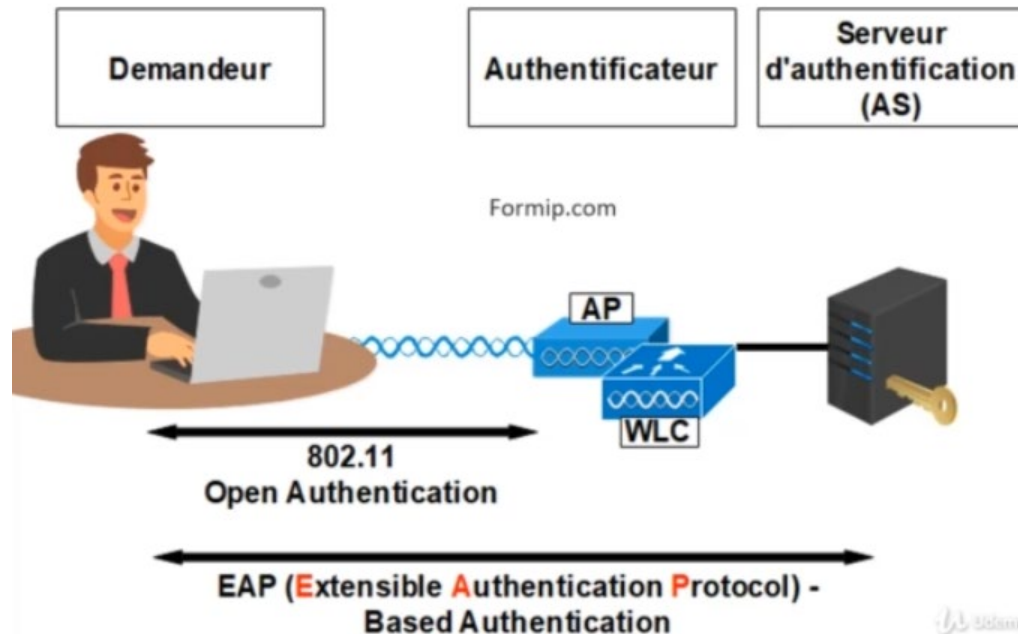 Demandeur
Authentificateur
Serveur
d'authentification
(AS)
Formip.com
AP
WLC
802.11
Open Authentication
EAP (Extensible Authentication Protocol) -
Based Authentication
Udemy